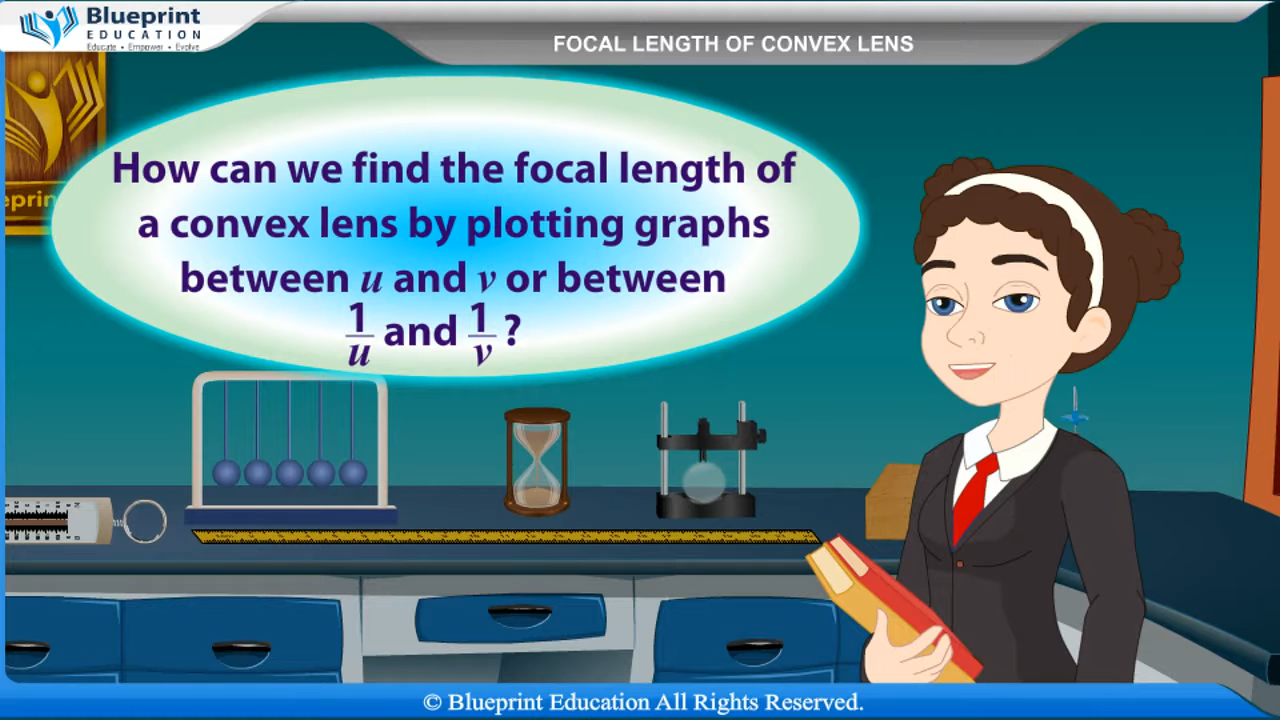 Blueprint
EDUCATION
Educate • Empower • Evolve
FOCAL LENGTH OF CONVEX LENS
How can we find the focal length of
a convex lens by plotting graphs
between u and v or between
1/u and 1/v ?
eprin
© Blueprint Education All Rights Reserved.